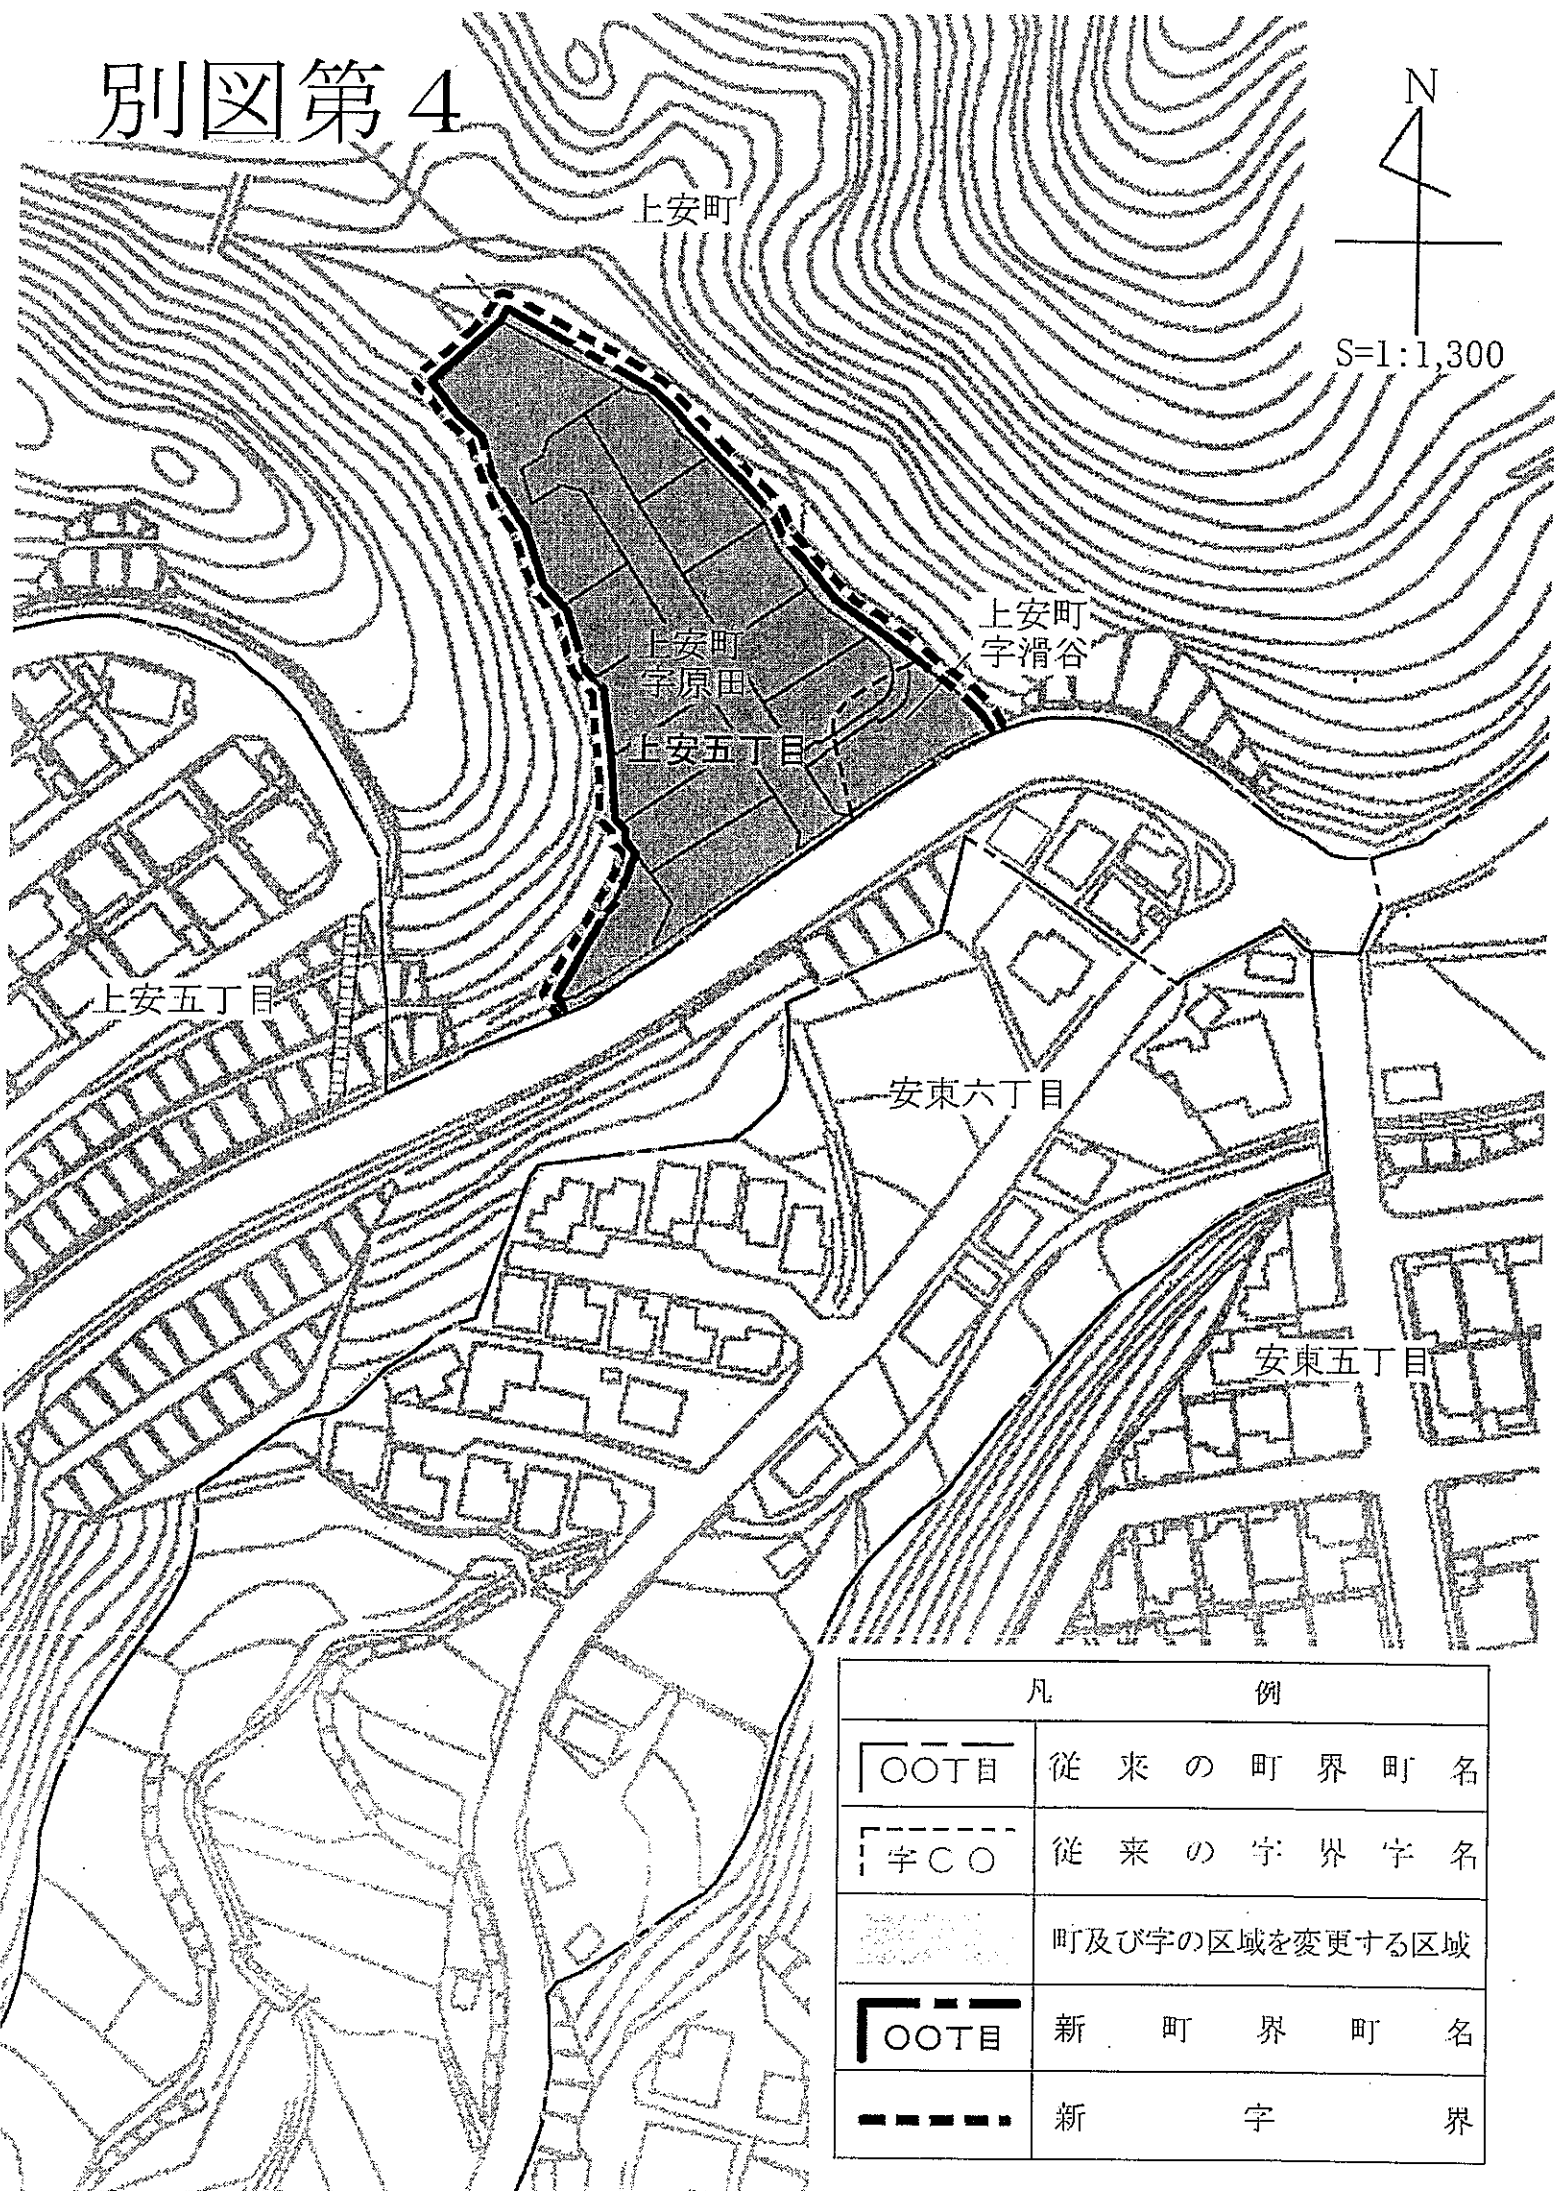 別図第4
N
S=1:1,300
上安町
上安町
字滑谷
上安町
字原田
上安五丁目
上安五丁目
安東六丁目
安東五丁目
凡例
〇〇丁目 従来の町界町名
字〇〇 従来の字界字名
町及び字の区域を変更する区域
〇〇丁目 新町界町名
新字界